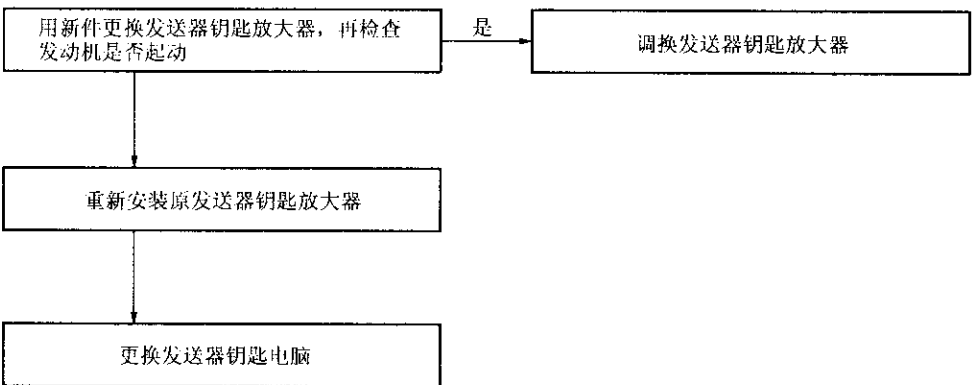 用新件更换发送器钥匙放大器，再检查
发动机是否起动
是
调换发送器钥匙放大器
重新安装原发送器钥匙放大器
更换发送器钥匙电脑